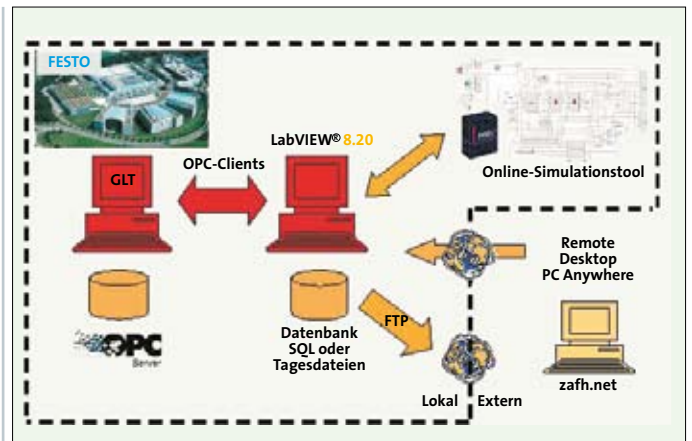 FESTO
LabVIEW® 8.20
OPC-Clients
GLT
Online-Simulationstool
Remote
Desktop
PC Anywhere
OPC
Server
Datenbank
SQL oder
Tagesdateien
FTP
zafh.net
Lokal Extern